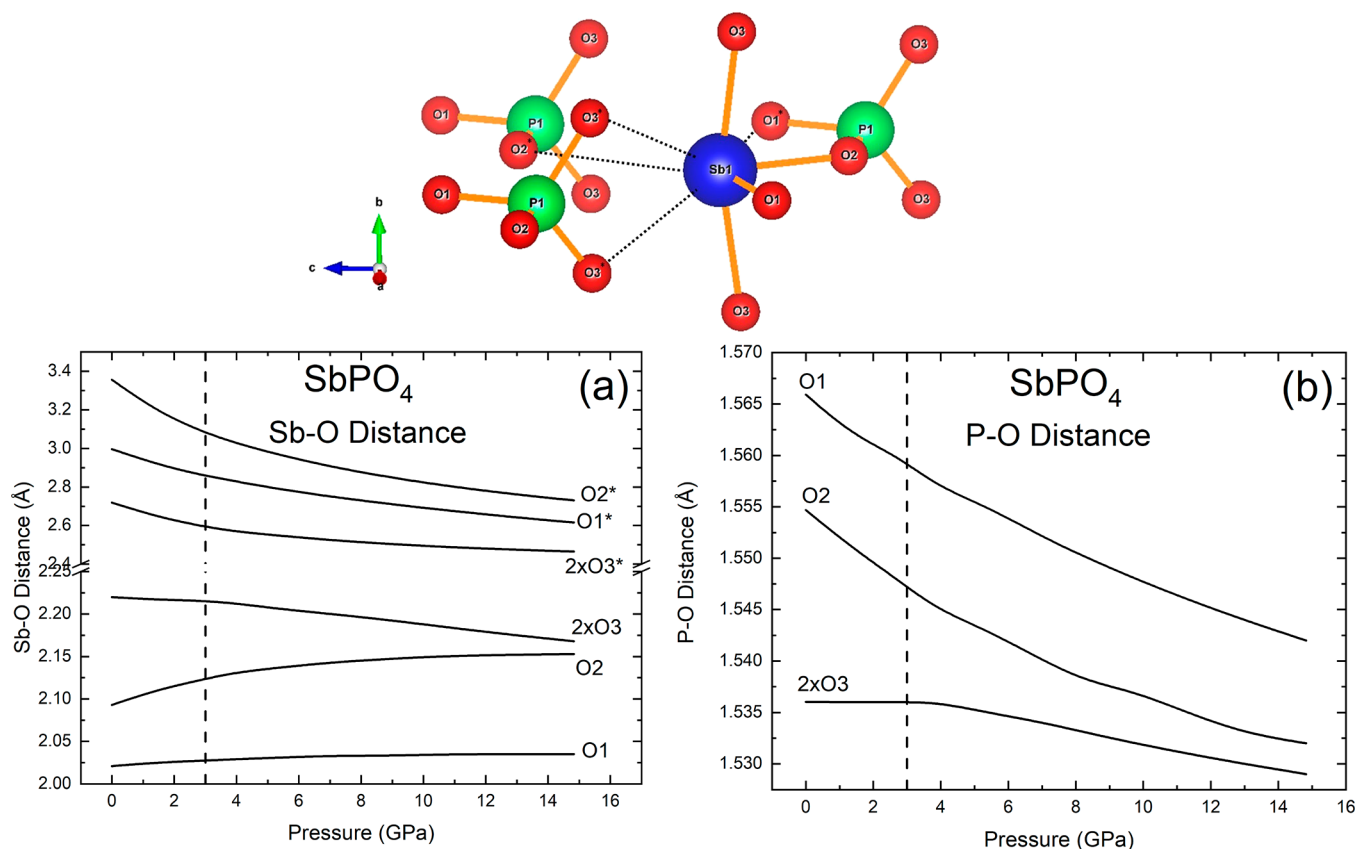 O3
O3
O3
O1
P1
O3*
O1*
P1
O2*
O2
Sb1
O1
P1
O3
O1
O3
O2
b
O3*
c
a
O3
SbPO4
(a)
Sb-O Distance
Sb-O Distance (Å)
3.4
3.2
3.0
2.8
2.6
2.4
2.25
2.20
2.15
2.10
2.05
2.00
O2*
O1*
2xO3*
2xO3
O2
O1
0 2 4 6 8 10 12 14 16
Pressure (GPa)
SbPO4
(b)
P-O Distance
P-O Distance (Å)
1.570
1.565
1.560
1.555
1.550
1.545
1.540
1.535
1.530
O1
O2
2xO3
0 2 4 6 8 10 12 14 16
Pressure (GPa)